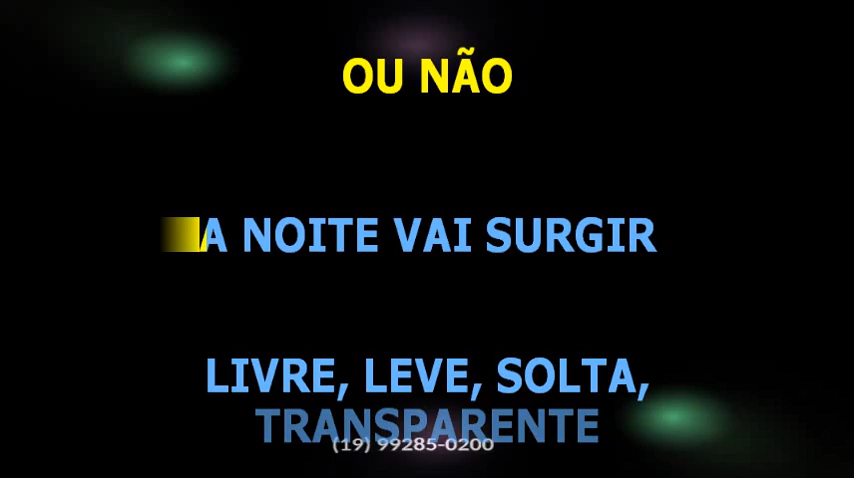 OU NÃO
A NOITE VAI SURGIR
LIVRE, LEVE, SOLTA,
TRANSPARENTE
(19) 99285-0200